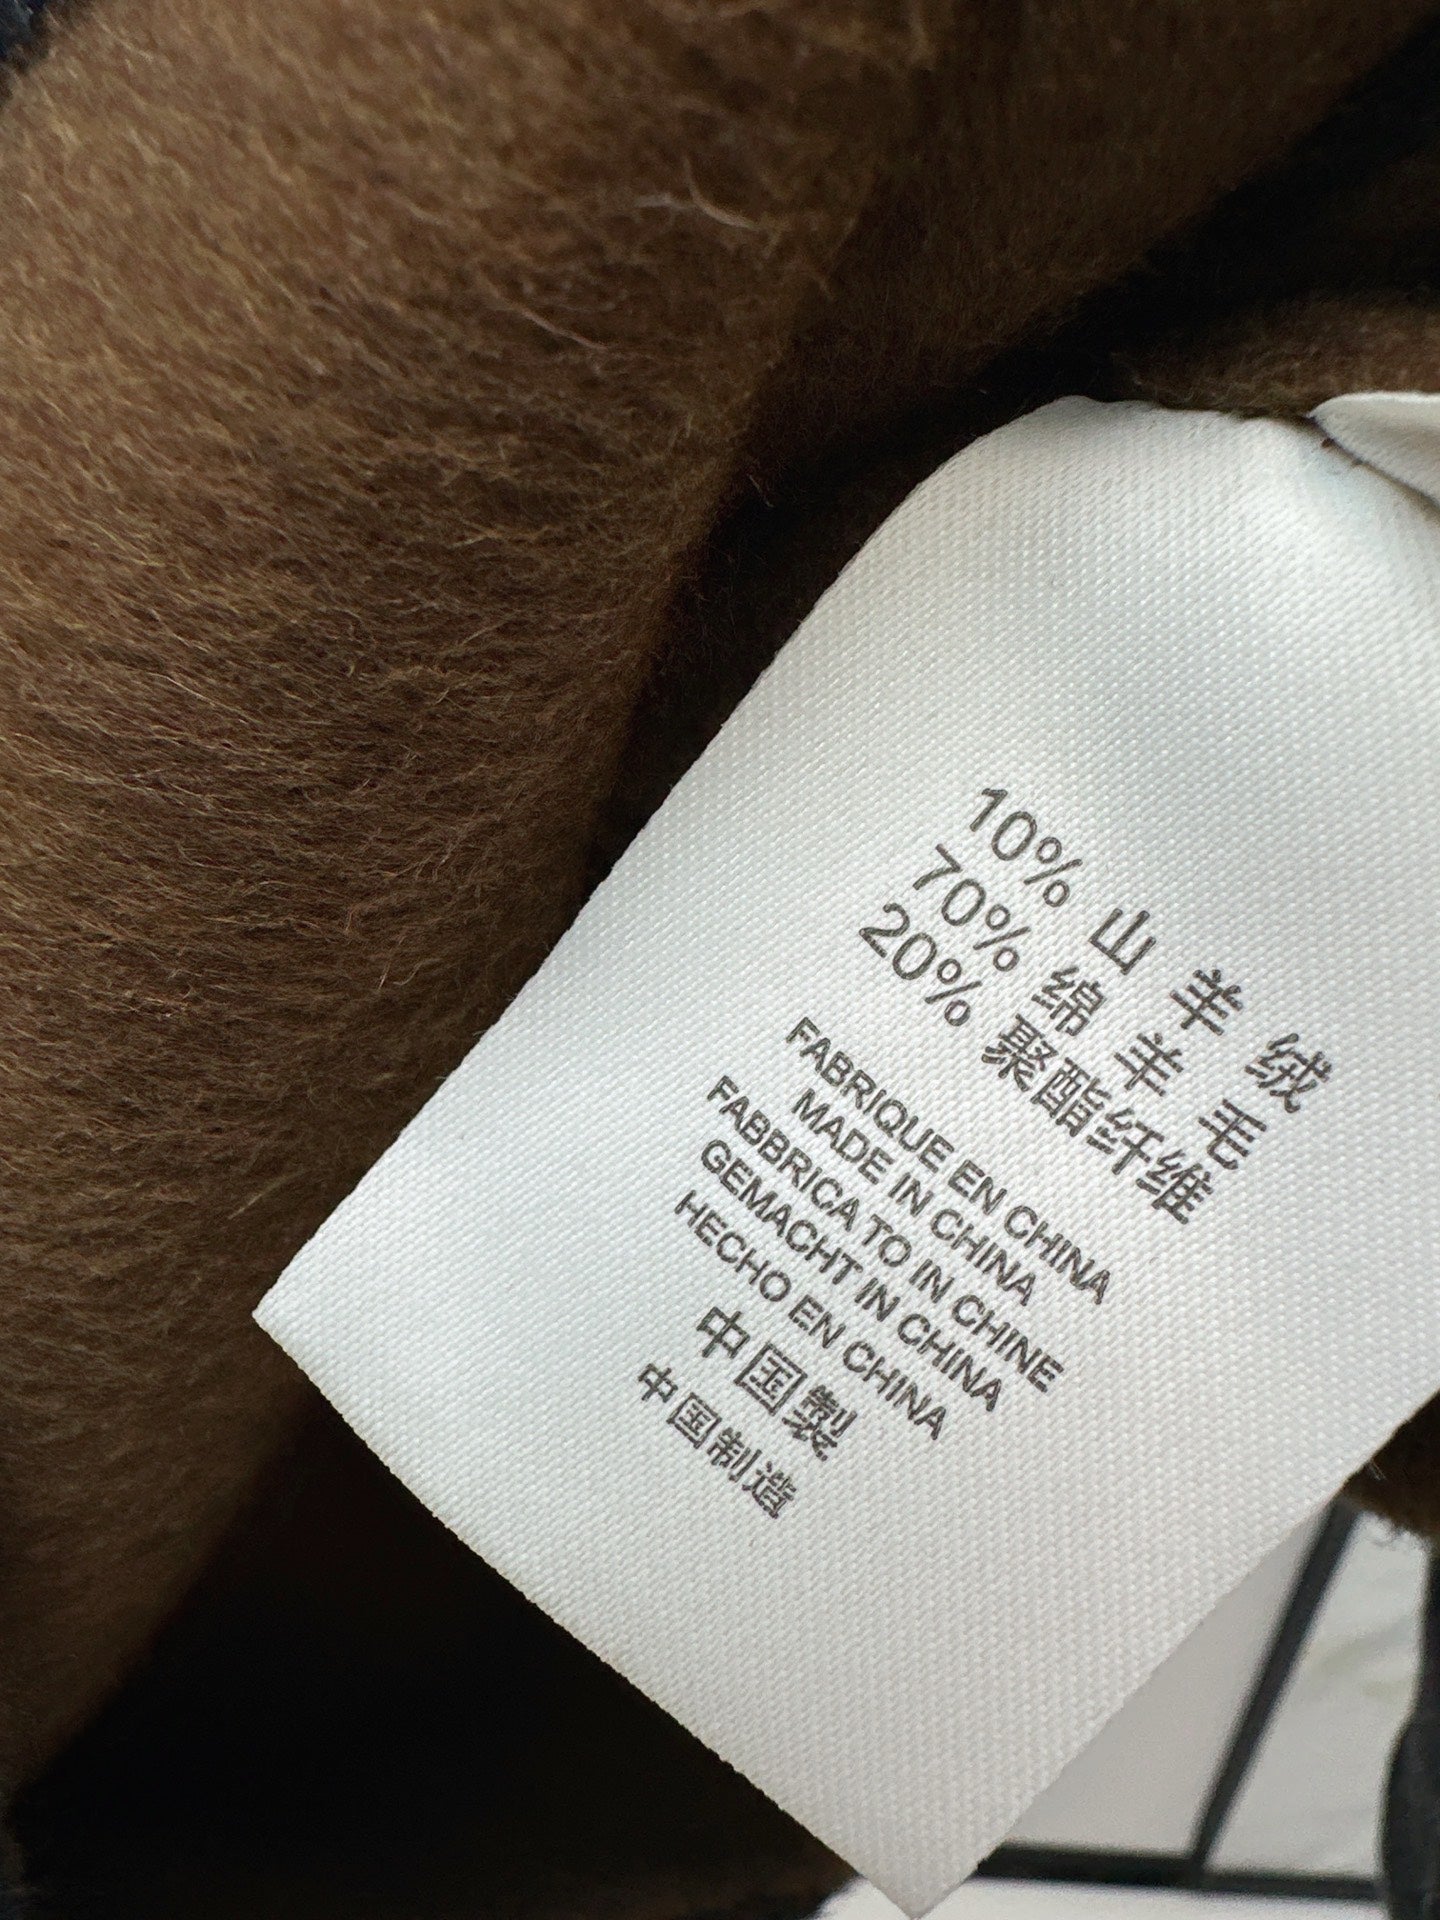 10% 山羊绒
70% 绵羊毛
20% 聚酯纤维
FABRIQUE EN CHINA
MADE IN CHINA
FABBRICA TO IN CHINE
GEMACHT IN CHINA
HECHO EN CHINA
中国製
中国制造